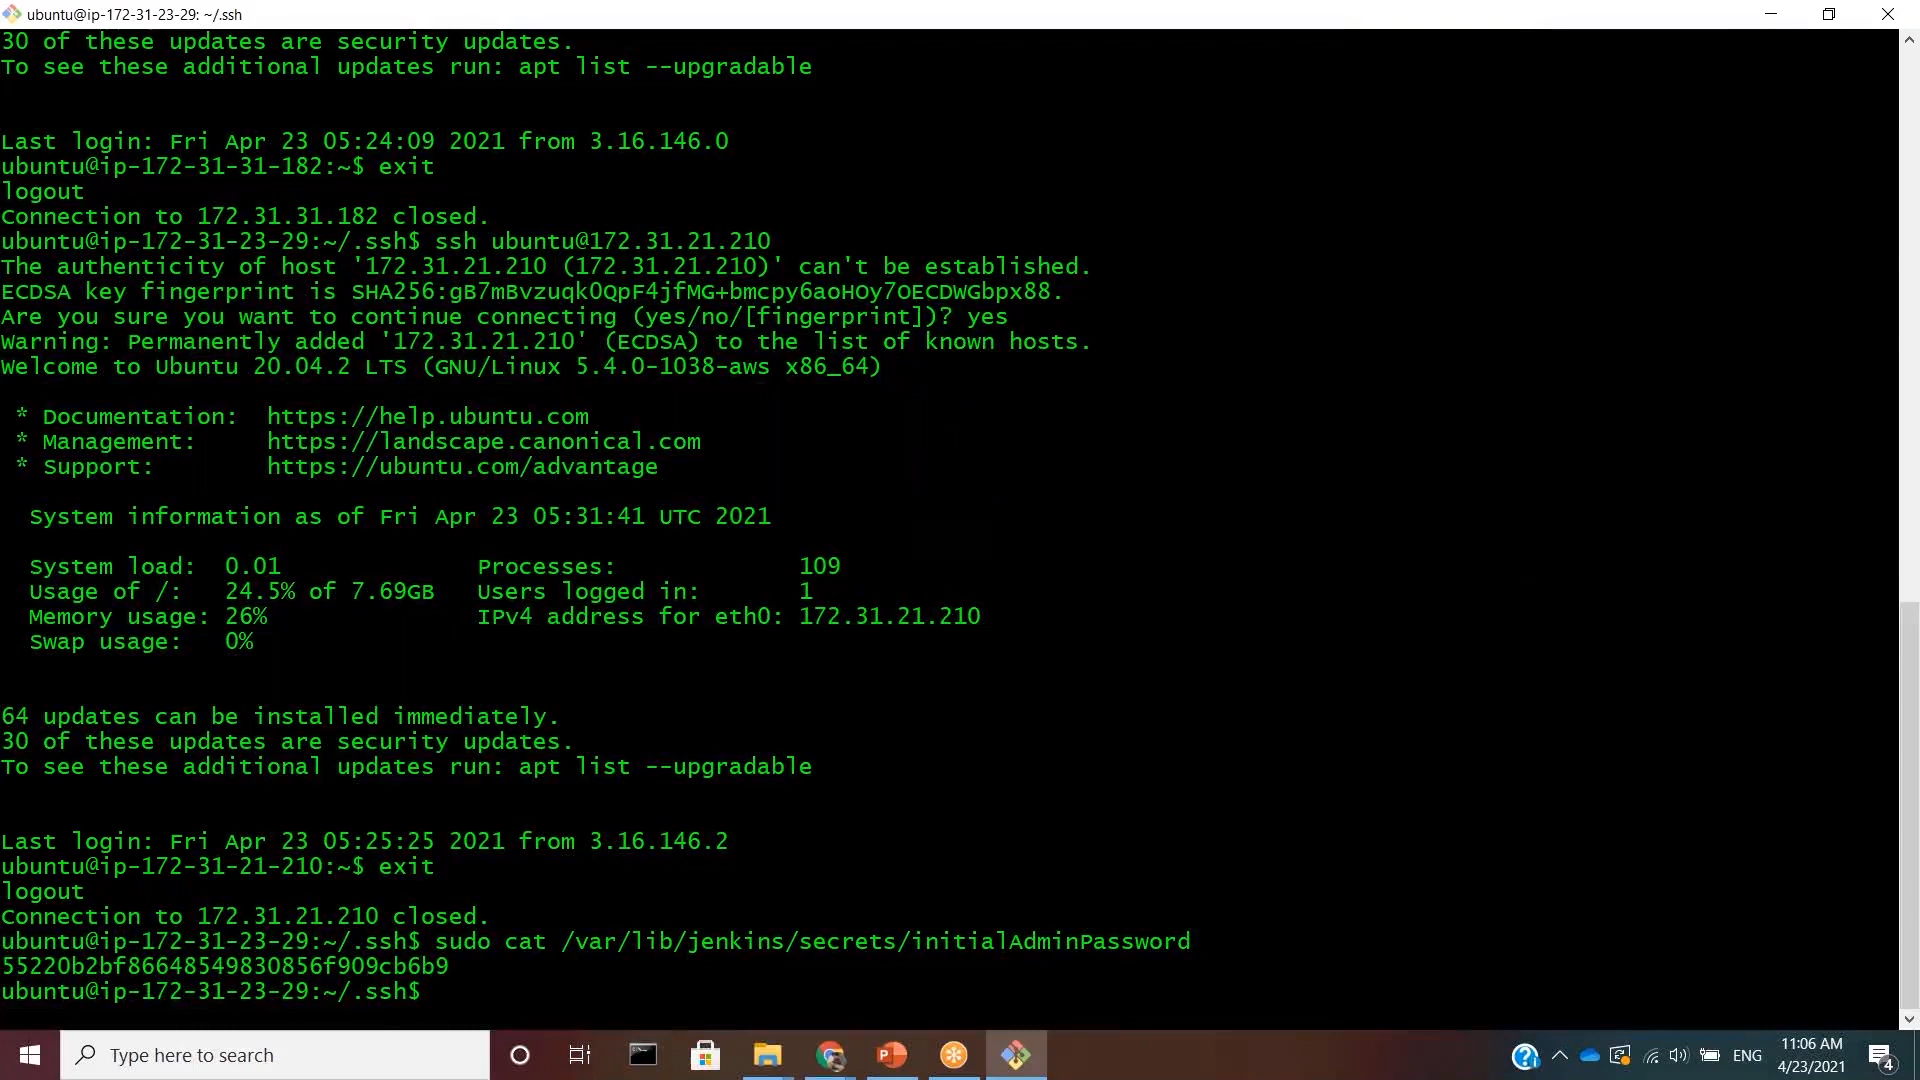 ubuntu@ip-172-31-23-29: ~/.ssh
30 of these updates are security updates.
To see these additional updates run: apt list --upgradable
Last login: Fri Apr 23 05:24:09 2021 from 3.16.146.0
ubuntu@ip-172-31-31-182:~$ exit
logout
Connection to 172.31.31.182 closed.
ubuntu@ip-172-31-23-29:~/.ssh$ ssh ubuntu@172.31.21.210
The authenticity of host '172.31.21.210 (172.31.21.210)' can't be established.
ECDSA key fingerprint is SHA256:gB7mBvzuqk0QpF4jfMG+bmcpy6aoHOy7OECDWGbpx88.
Are you sure you want to continue connecting (yes/no/[fingerprint])? yes
Warning: Permanently added '172.31.21.210' (ECDSA) to the list of known hosts.
Welcome to Ubuntu 20.04.2 LTS (GNU/Linux 5.4.0-1038-aws x86_64)
* Documentation: https://help.ubuntu.com
* Management: https://landscape.canonical.com
* Support: https://ubuntu.com/advantage
System information as of Fri Apr 23 05:31:41 UTC 2021
System load: 0.01 Processes: 109
Usage of /: 24.5% of 7.69GB Users logged in: 1
Memory usage: 26% IPv4 address for eth0: 172.31.21.210
Swap usage: 0%
64 updates can be installed immediately.
30 of these updates are security updates.
To see these additional updates run: apt list --upgradable
Last login: Fri Apr 23 05:25:25 2021 from 3.16.146.2
ubuntu@ip-172-31-21-210:~$ exit
logout
Connection to 172.31.21.210 closed.
ubuntu@ip-172-31-23-29:~/.ssh$ sudo cat /var/lib/jenkins/secrets/initialAdminPassword
55220b2bf86648549830856f909cb6b9
ubuntu@ip-172-31-23-29:~/.ssh$
Type here to search
ENG
11:06 AM
4/23/2021
4